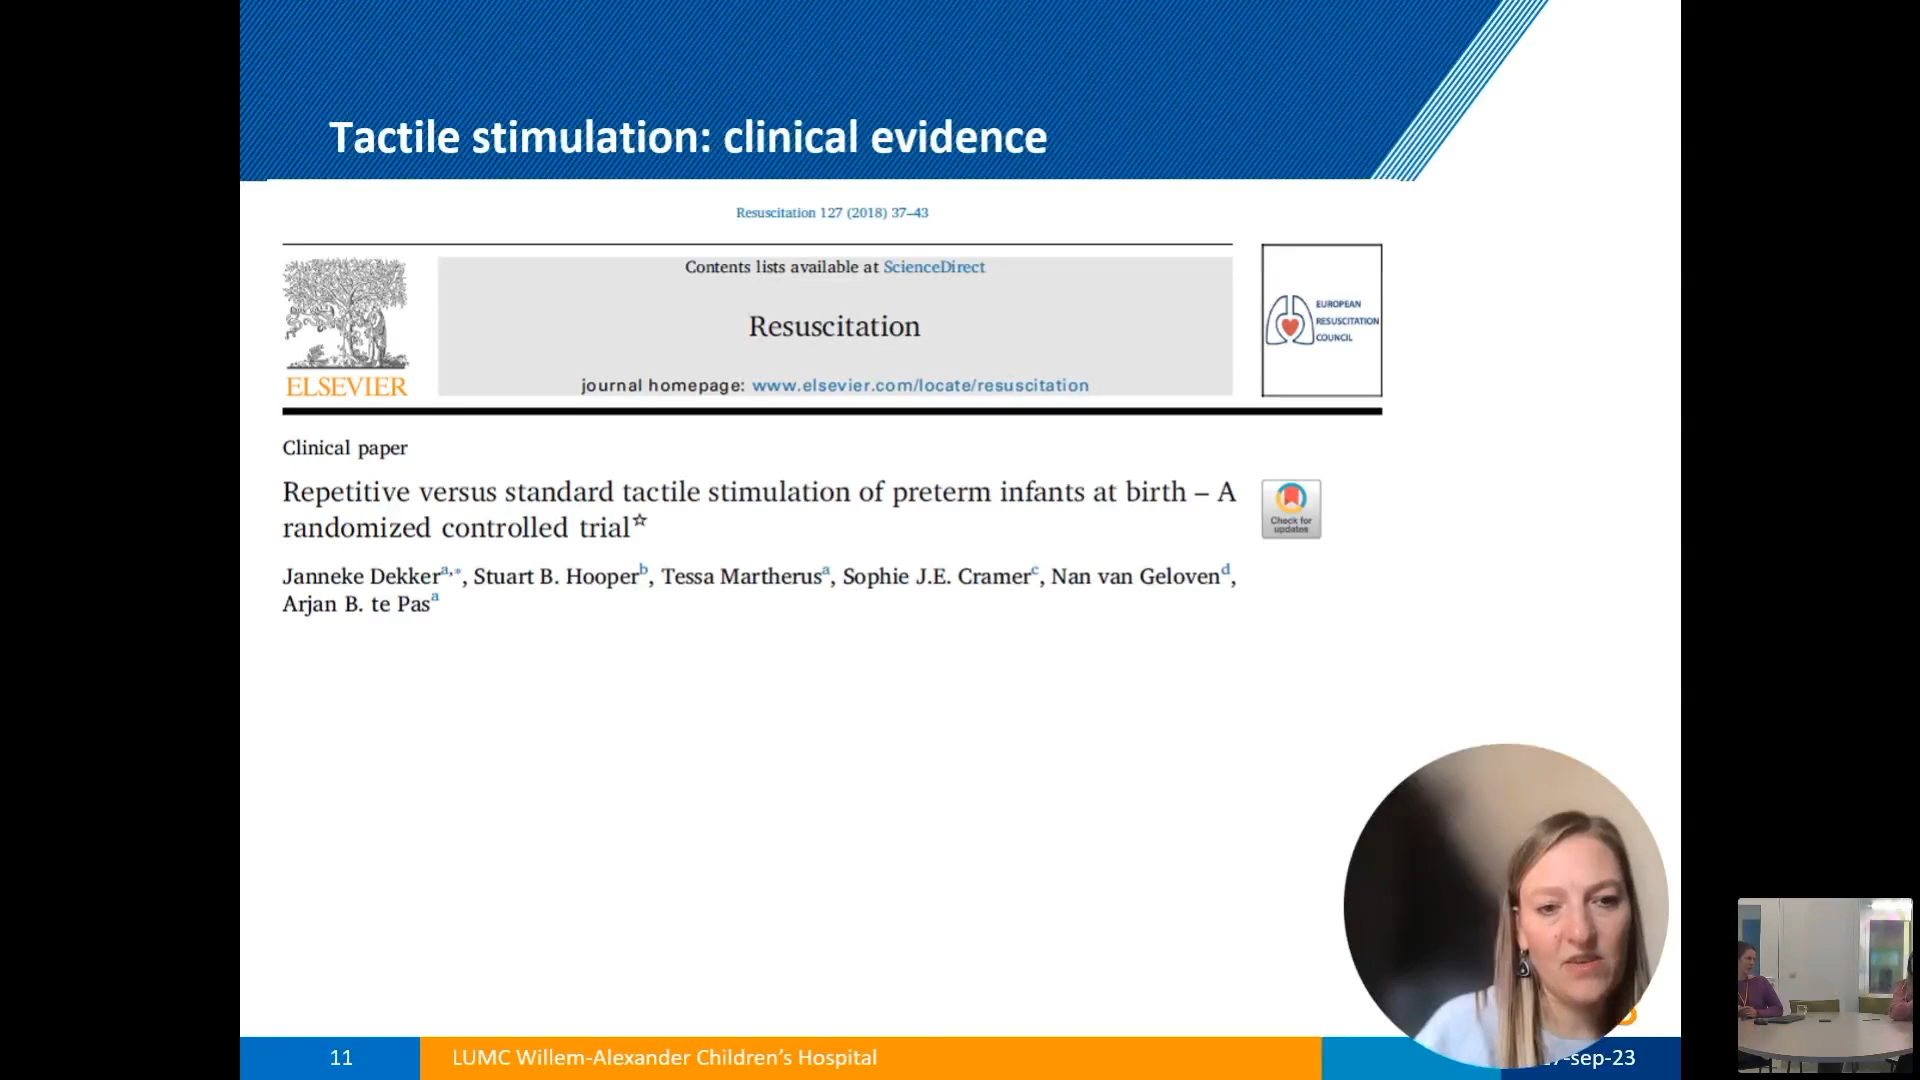 Tactile stimulation: clinical evidence
Resuscitation 127 (2018) 37–43
Contents lists available at ScienceDirect
Resuscitation
journal homepage: www.elsevier.com/locate/resuscitation
ELSEVIER
EUROPEAN
RESUSCITATION
COUNCIL
Clinical paper
Repetitive versus standard tactile stimulation of preterm infants at birth – A
randomized controlled trial☆
Check for
updates
Janneke Dekkera,*, Stuart B. Hooperb, Tessa Martherusa, Sophie J.E. Cramerc, Nan van Gelovend,
Arjan B. te Pasa
11
LUMC Willem-Alexander Children's Hospital
-sep-23